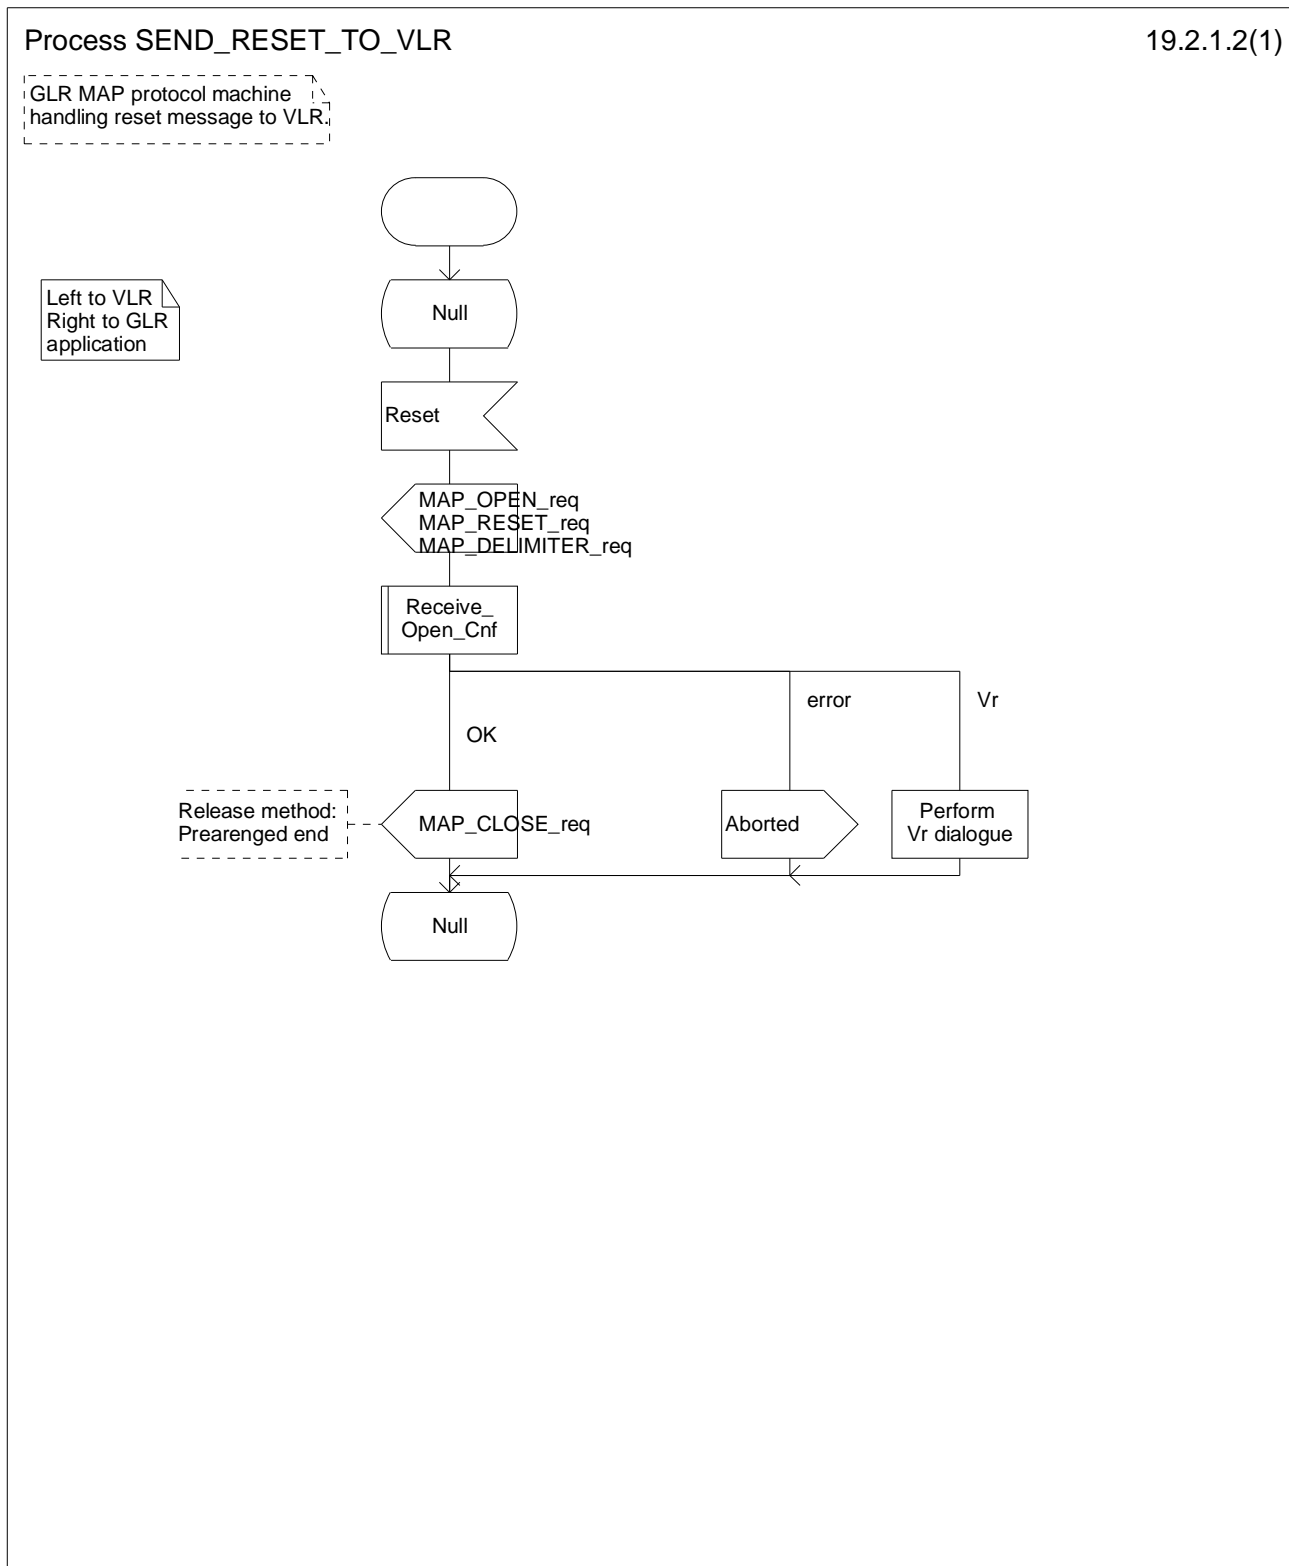 Process SEND_RESET_TO_VLR
19.2.1.2(1)
GLR MAP protocol machine
handling reset message to VLR.
Left to VLR
Right to GLR
application
Null
Reset
MAP_OPEN_req
MAP_RESET_req
MAP_DELIMITER_req
Receive_
Open_Cnf
error
Vr
OK
Release method:
Prearenged end
MAP_CLOSE_req
Aborted
Perform
Vr dialogue
Null